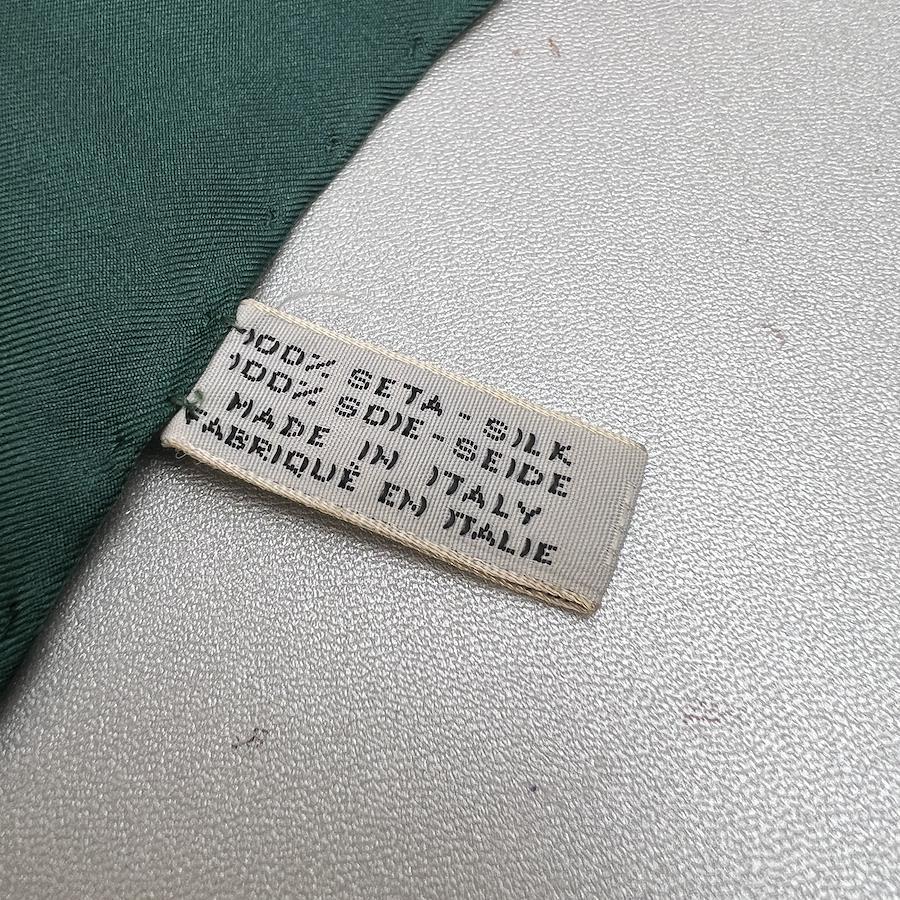 100% SETA - SILK
100% SOIE - SEIDE
MADE IN ITALY
FABRIQUÉ EN ITALIE